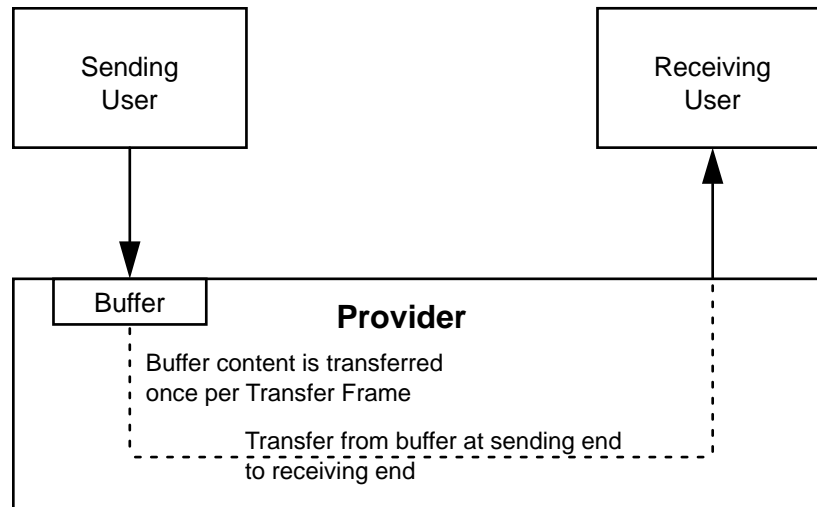 Sending
User
Receiving
User
Buffer
Provider
Buffer content is transferred
once per Transfer Frame
Transfer from buffer at sending end
to receiving end